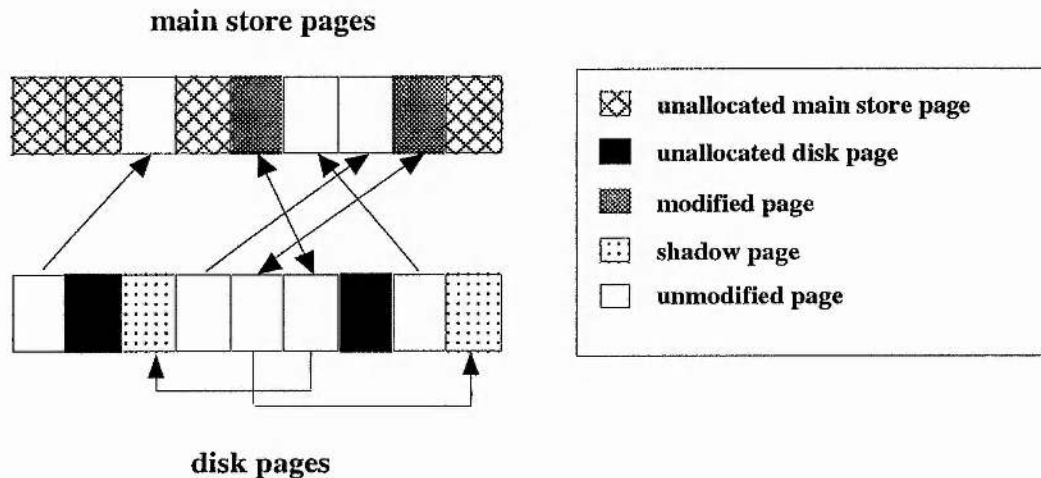 main store pages
unallocated main store page
unallocated disk page
modified page
shadow page
unmodified page
disk pages